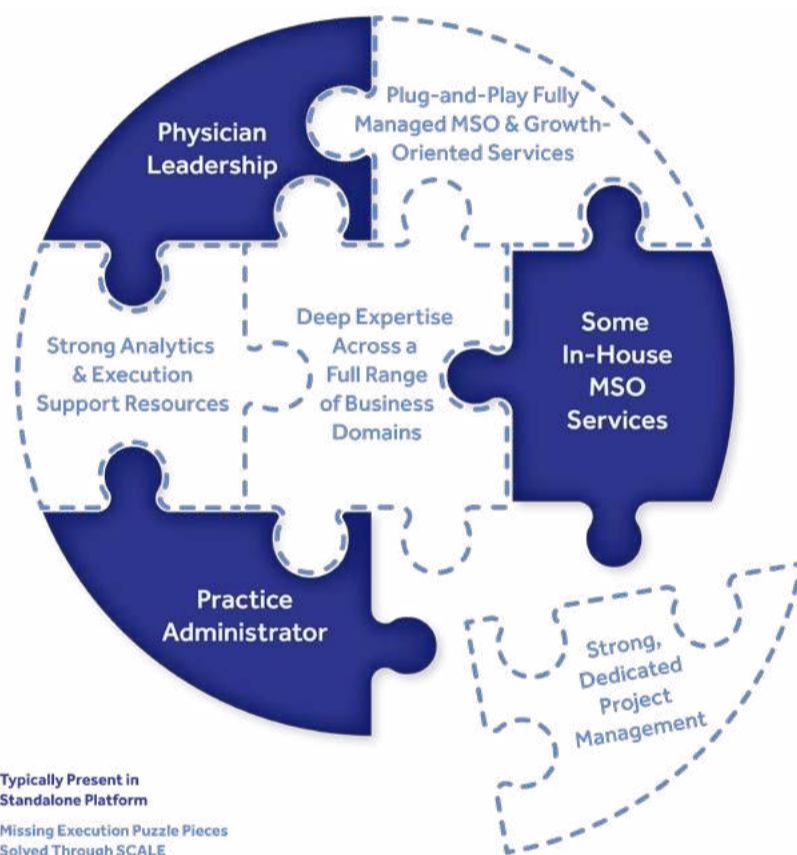 Physician
Leadership
Plug-and-Play Fully
Managed MSO & Growth-
Oriented Services
Strong Analytics
& Execution
Support Resources
Deep Expertise
Across a
Full Range
of Business
Domains
Some
In-House
MSO
Services
Practice
Administrator
Strong,
Dedicated
Project
Management
Typically Present in
Standalone Platform
Missing Execution Puzzle Pieces
Solved Through SCALE